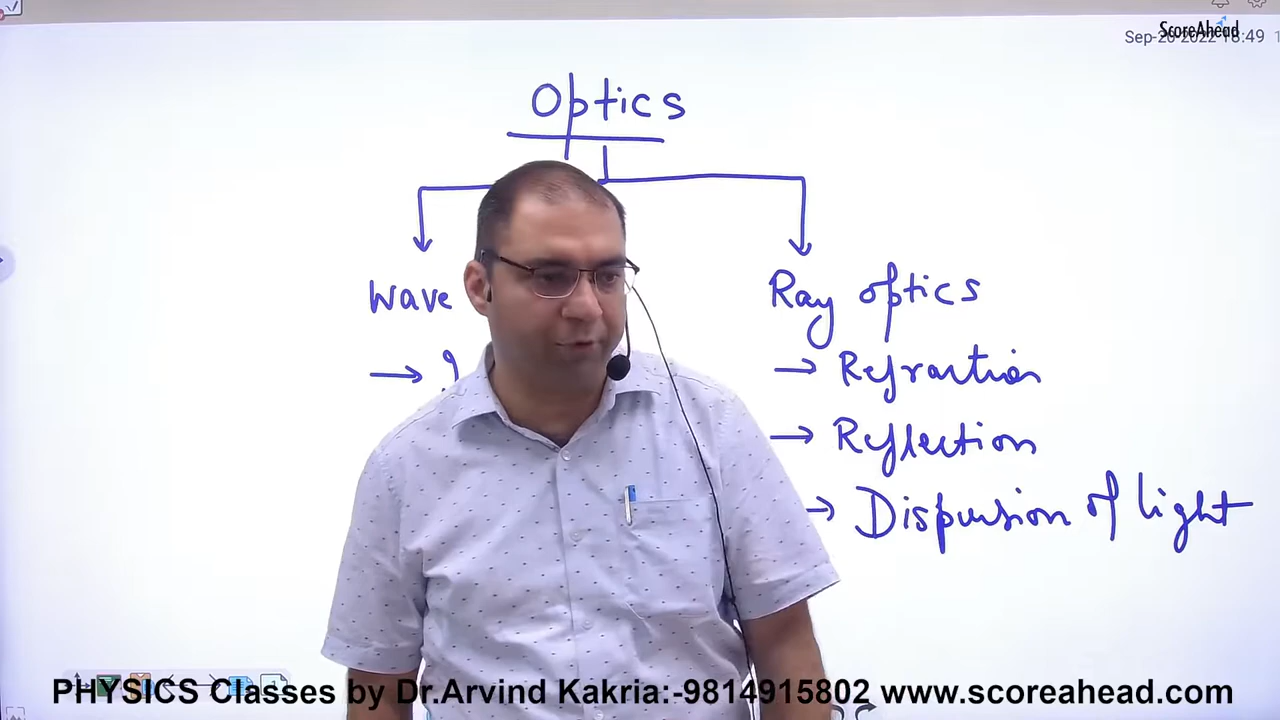 ScoreAhead
Optics
Wave
Ray optics
→ Refraction
→ Reflection
→ Dispersion of light
PHYSICS Classes by Dr.Arvind Kakria:-9814915802 www.scoreahead.com